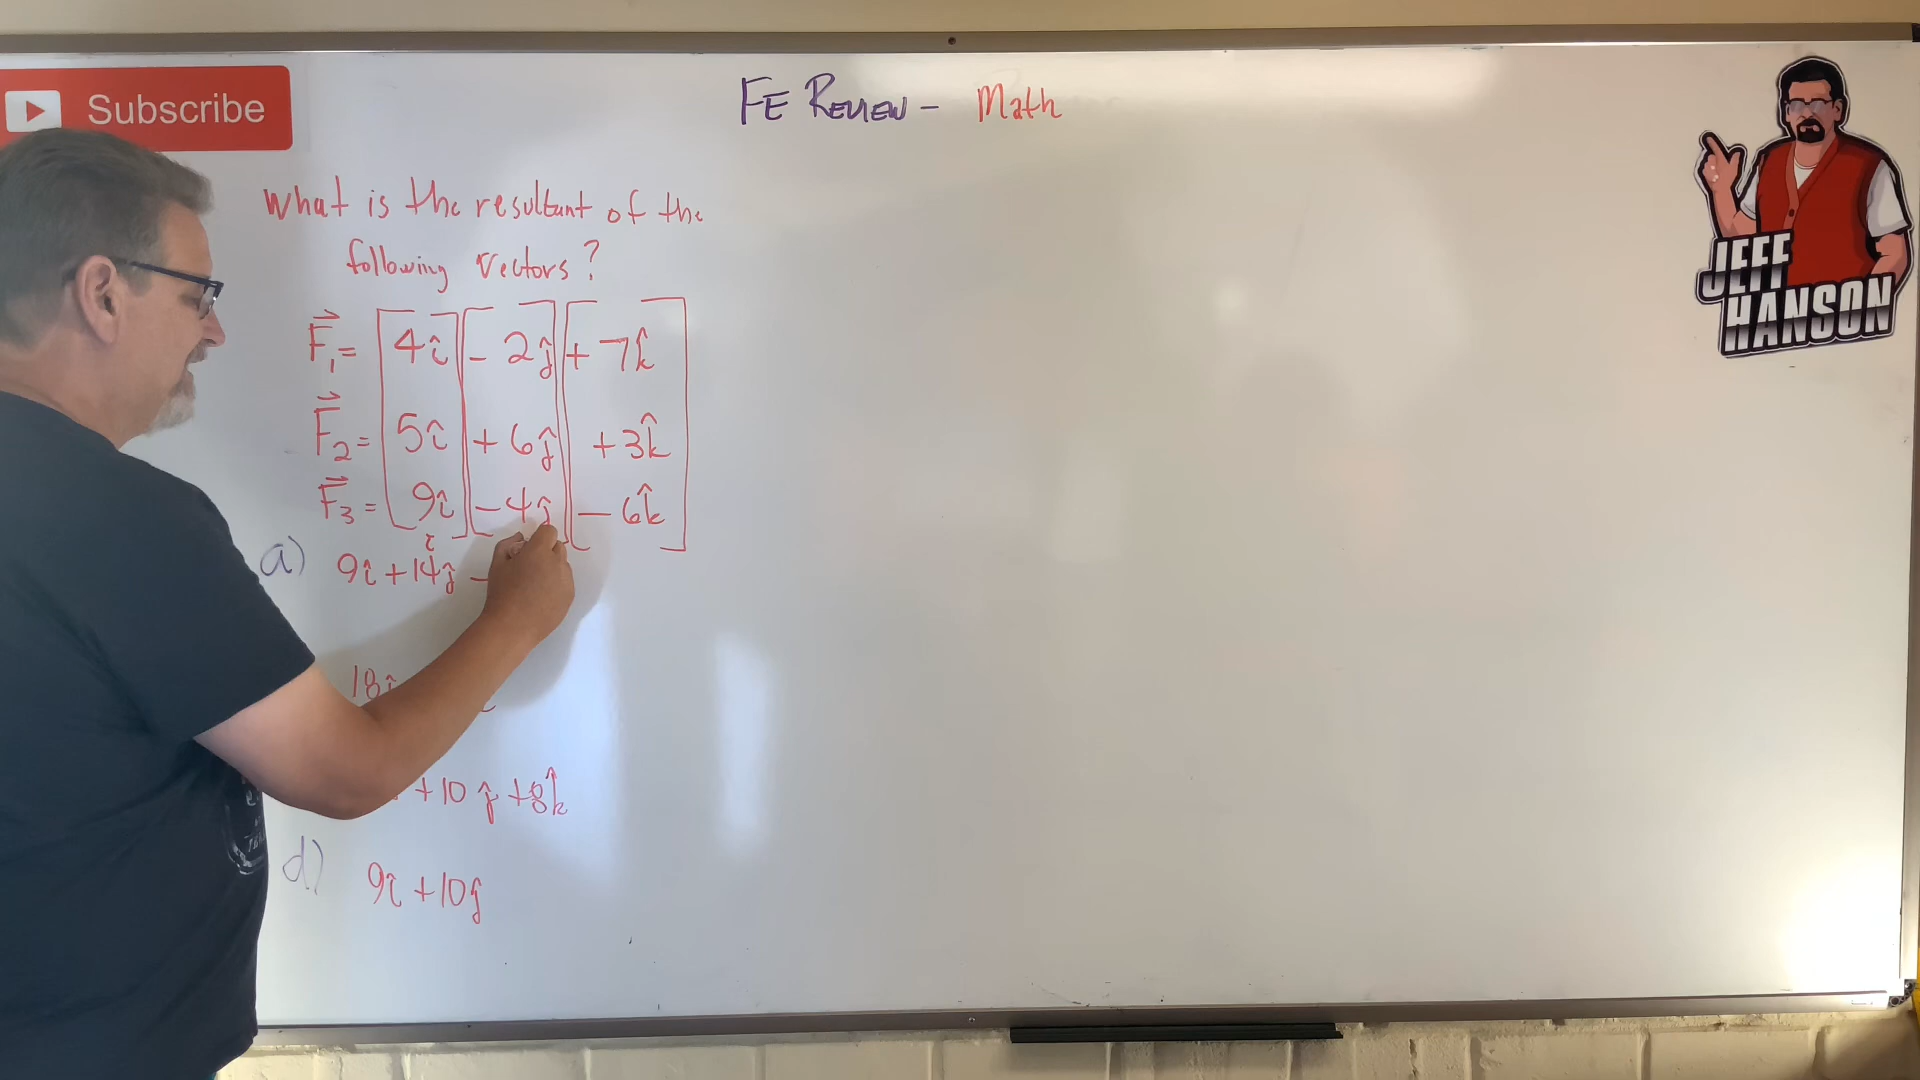 Subscribe
FE REVIEW - Math
What is the resultant of the
following vectors?
F₁ = 4î - 2ĵ + 7k̂
F₂ = 5î + 6ĵ + 3k̂
F₃ = 9î - 4ĵ - 6k̂
a) 9î + 14ĵ -
18î
+10ĵ +8k̂
d) 9î + 10ĵ
JEFF
HANSON